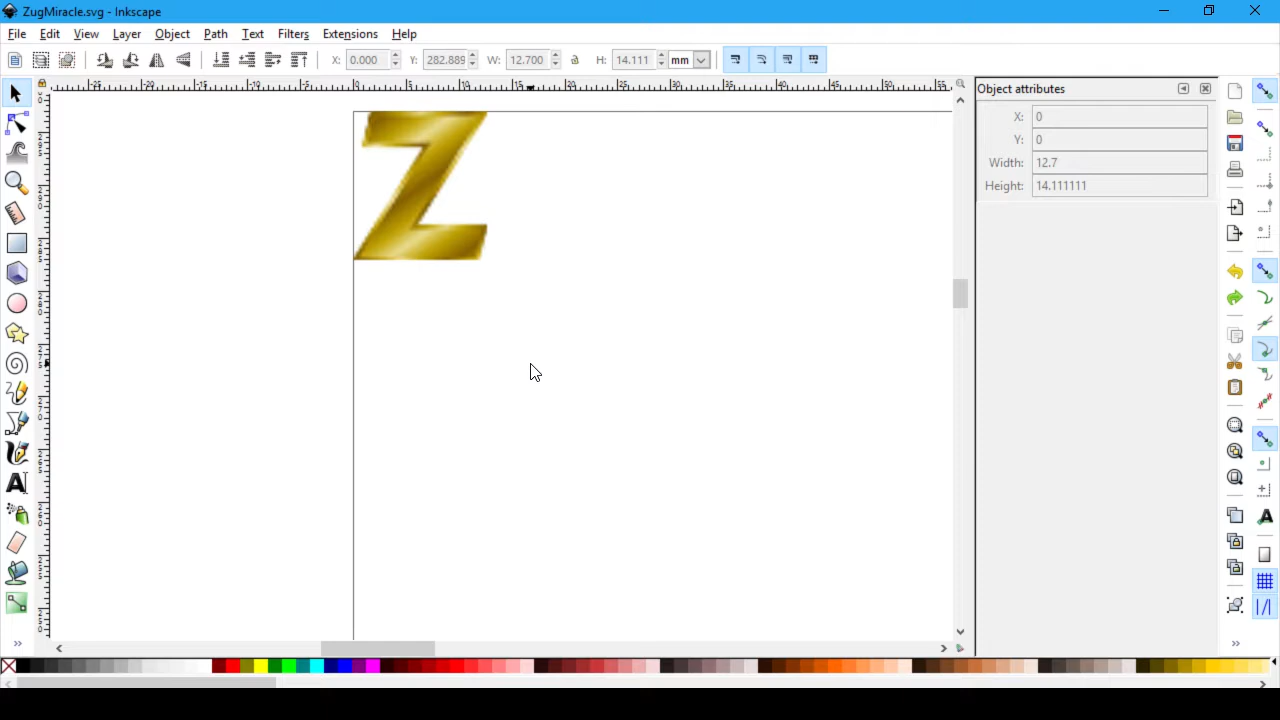 ZugMiracle.svg - Inkscape
File Edit View Layer Object Path Text Filters Extensions Help
X: 0.000 Y: 282.889 W: 12.700 H: 14.111 mm
Object attributes
X: 0
Y: 0
Width: 12.7
Height: 14.111111
Z